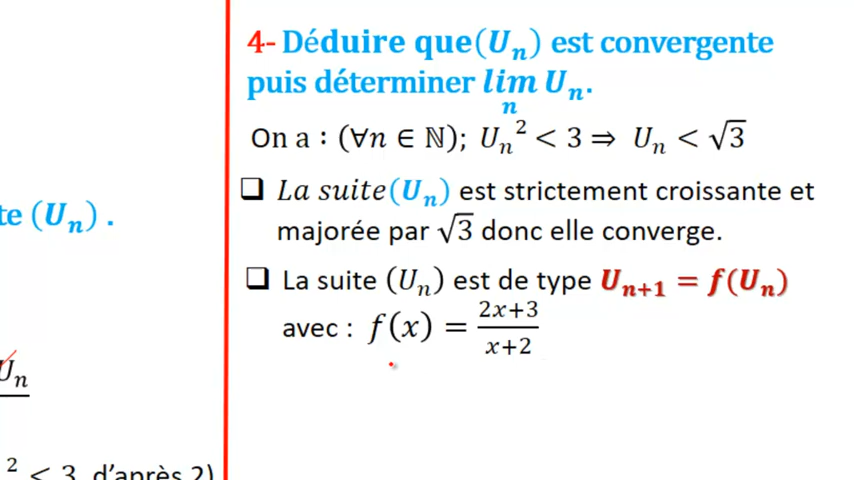 4- Déduire que(Uₙ) est convergente
puis déterminer lim Uₙ.
n
On a : (∀n ∈ ℕ); Uₙ² < 3 ⇒ Uₙ < √3
❑ La suite(Uₙ) est strictement croissante et
majorée par √3 donc elle converge.
❑ La suite (Uₙ) est de type Uₙ₊₁ = f(Uₙ)
avec : f(x) = (2x+3)/(x+2)
te (Uₙ) .
Uₙ
² < 3 d'après 2)